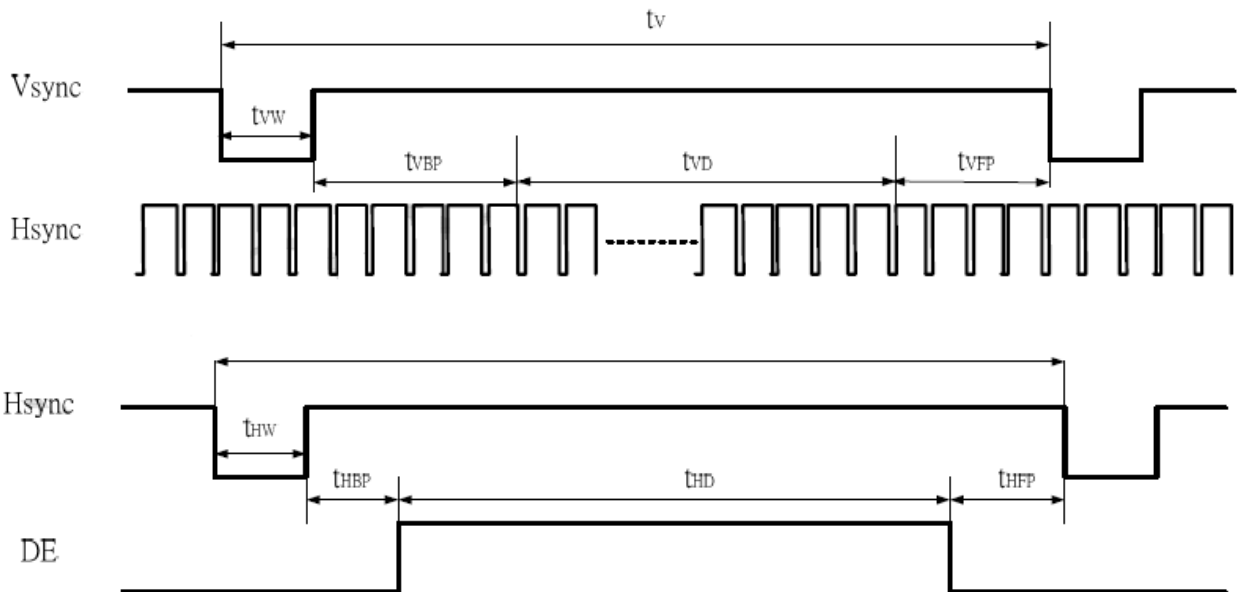 tV
Vsync
tVW
tVBP
tVD
tVFP
Hsync
Hsync
tHW
tHBP
tHD
tHFP
DE